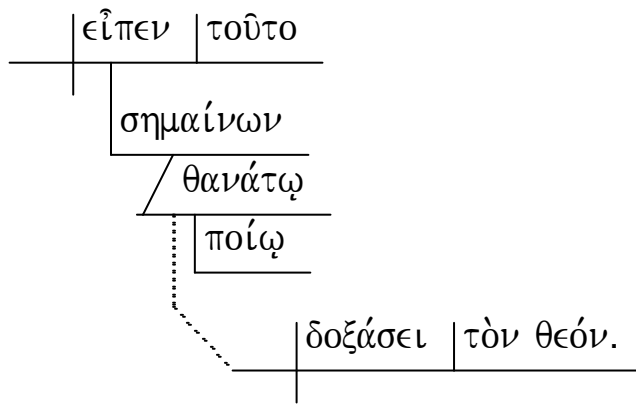 εἶπεν τοῦτο
σημαίνων
θανάτῳ
ποίῳ
δοξάσει τὸν θεόν.